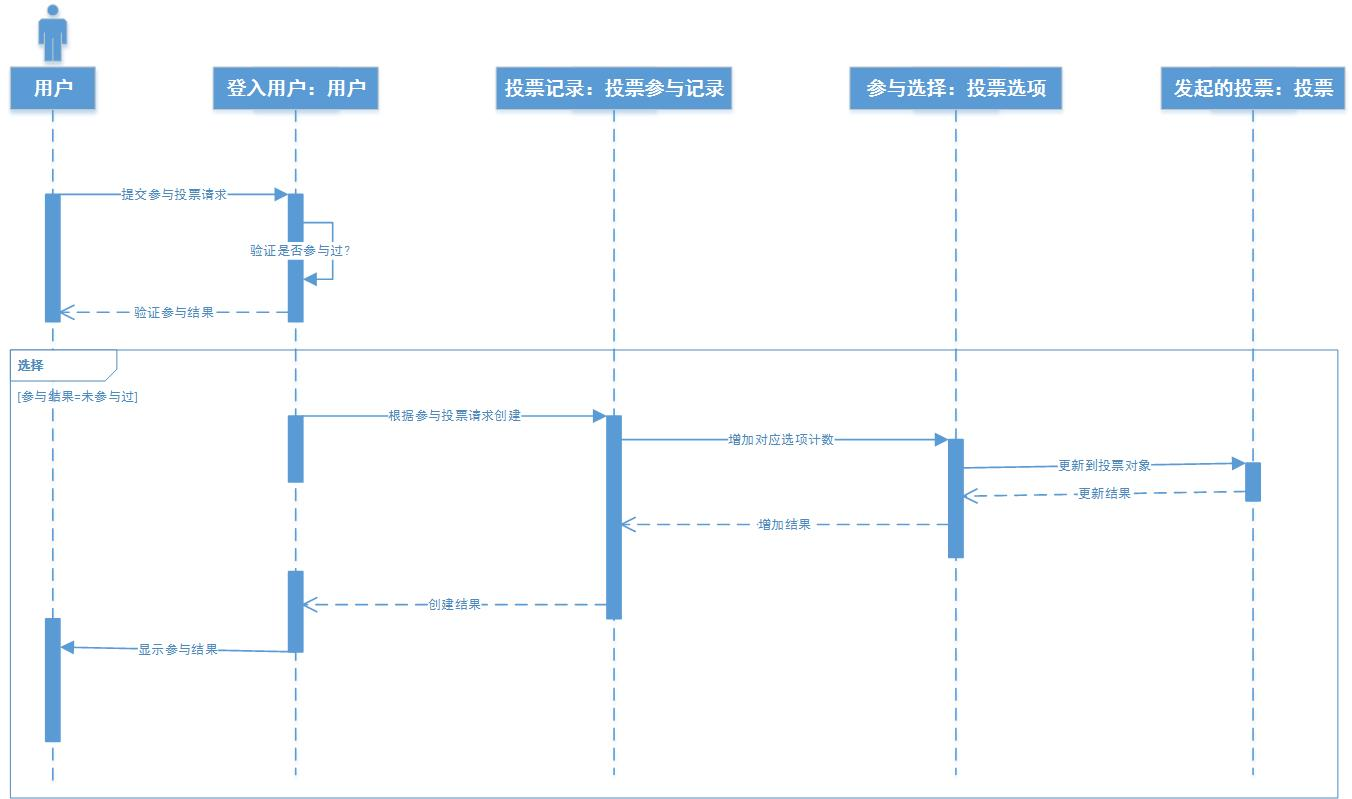 用户
登入用户：用户
投票记录：投票参与记录
参与选择：投票选项
发起的投票：投票
提交参与投票请求
验证是否参与过？
验证参与结果
选择
[参与结果=未参与过]
根据参与投票请求创建
增加对应选项计数
更新到投票对象
更新结果
增加结果
创建结果
显示参与结果